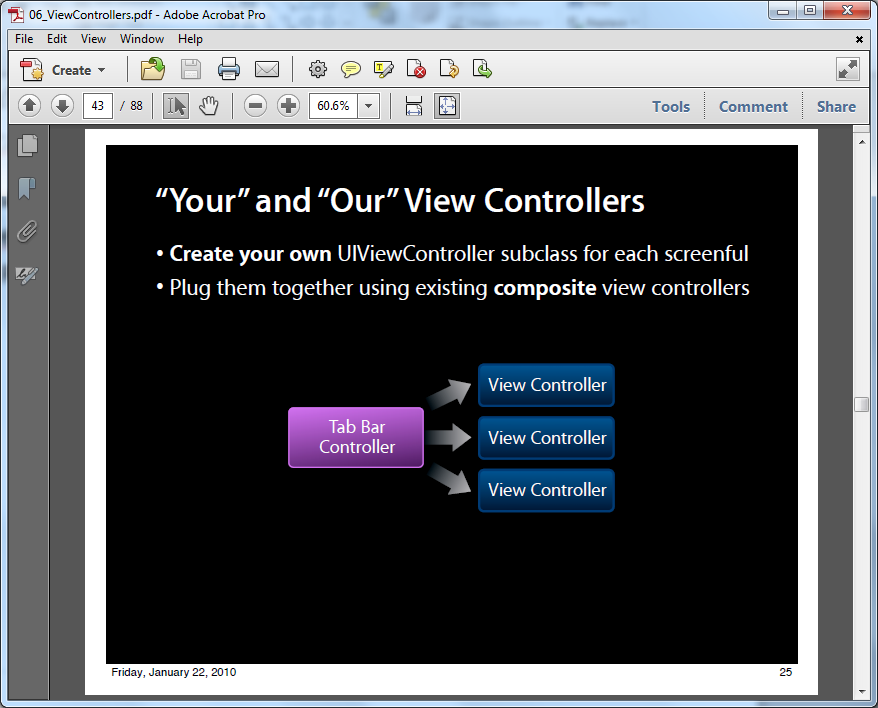 06_ViewControllers.pdf - Adobe Acrobat Pro
File Edit View Window Help
Create
43 / 88 60.6% Tools Comment Share
“Your” and “Our” View Controllers
• Create your own UIViewController subclass for each screenful
• Plug them together using existing composite view controllers
View Controller
Tab Bar
Controller
View Controller
View Controller
Friday, January 22, 2010 25